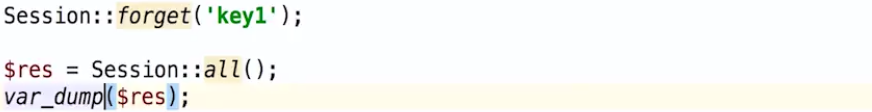 Session::forget('key1');
$res = Session::all();
var_dump($res);